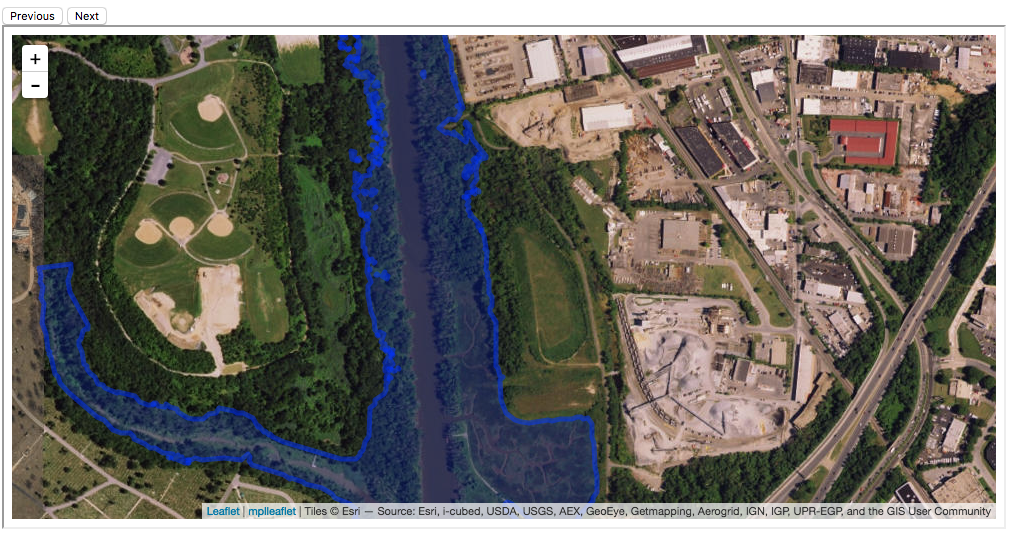 Previous Next
+
-
Leaflet | mplleaflet | Tiles © Esri — Source: Esri, i-cubed, USDA, USGS, AEX, GeoEye, Getmapping, Aerogrid, IGN, IGP, UPR-EGP, and the GIS User Community